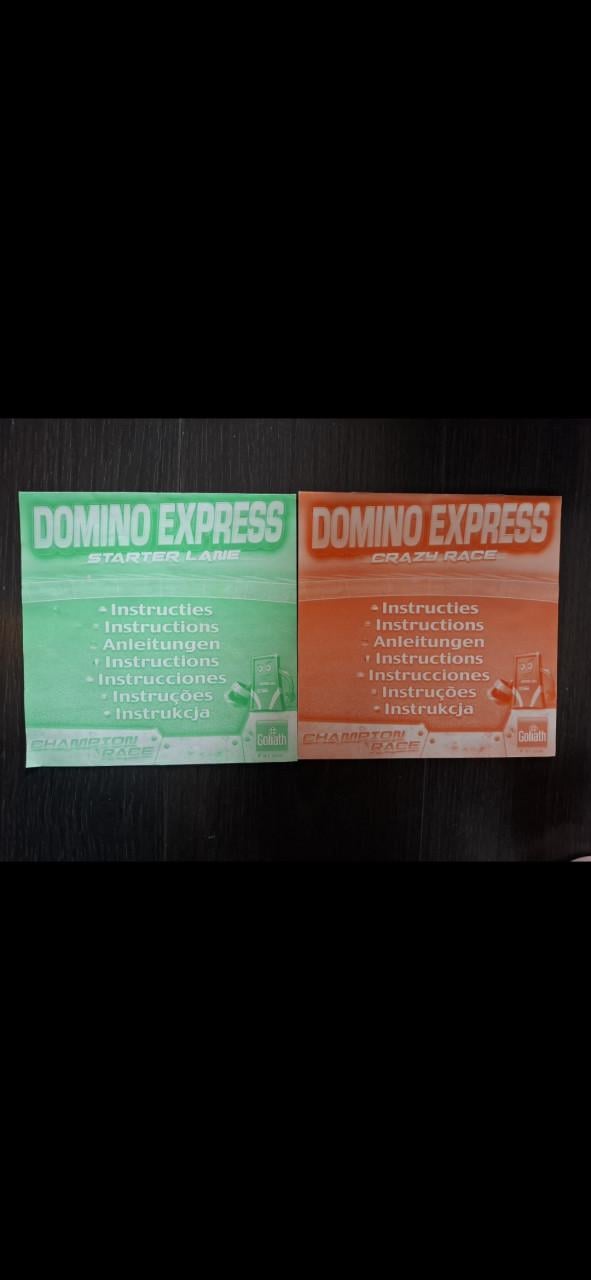 DOMINO EXPRESS
STARTER LANE
Instructies
Instructions
Anleitungen
Instructions
Instrucciones
Instruções
Instrukcja
CHAMPION
RACE
Goliath
DOMINO EXPRESS
CRAZY RACE
Instructies
Instructions
Anleitungen
Instructions
Instrucciones
Instruções
Instrukcja
CHAMPION
RACE
Goliath